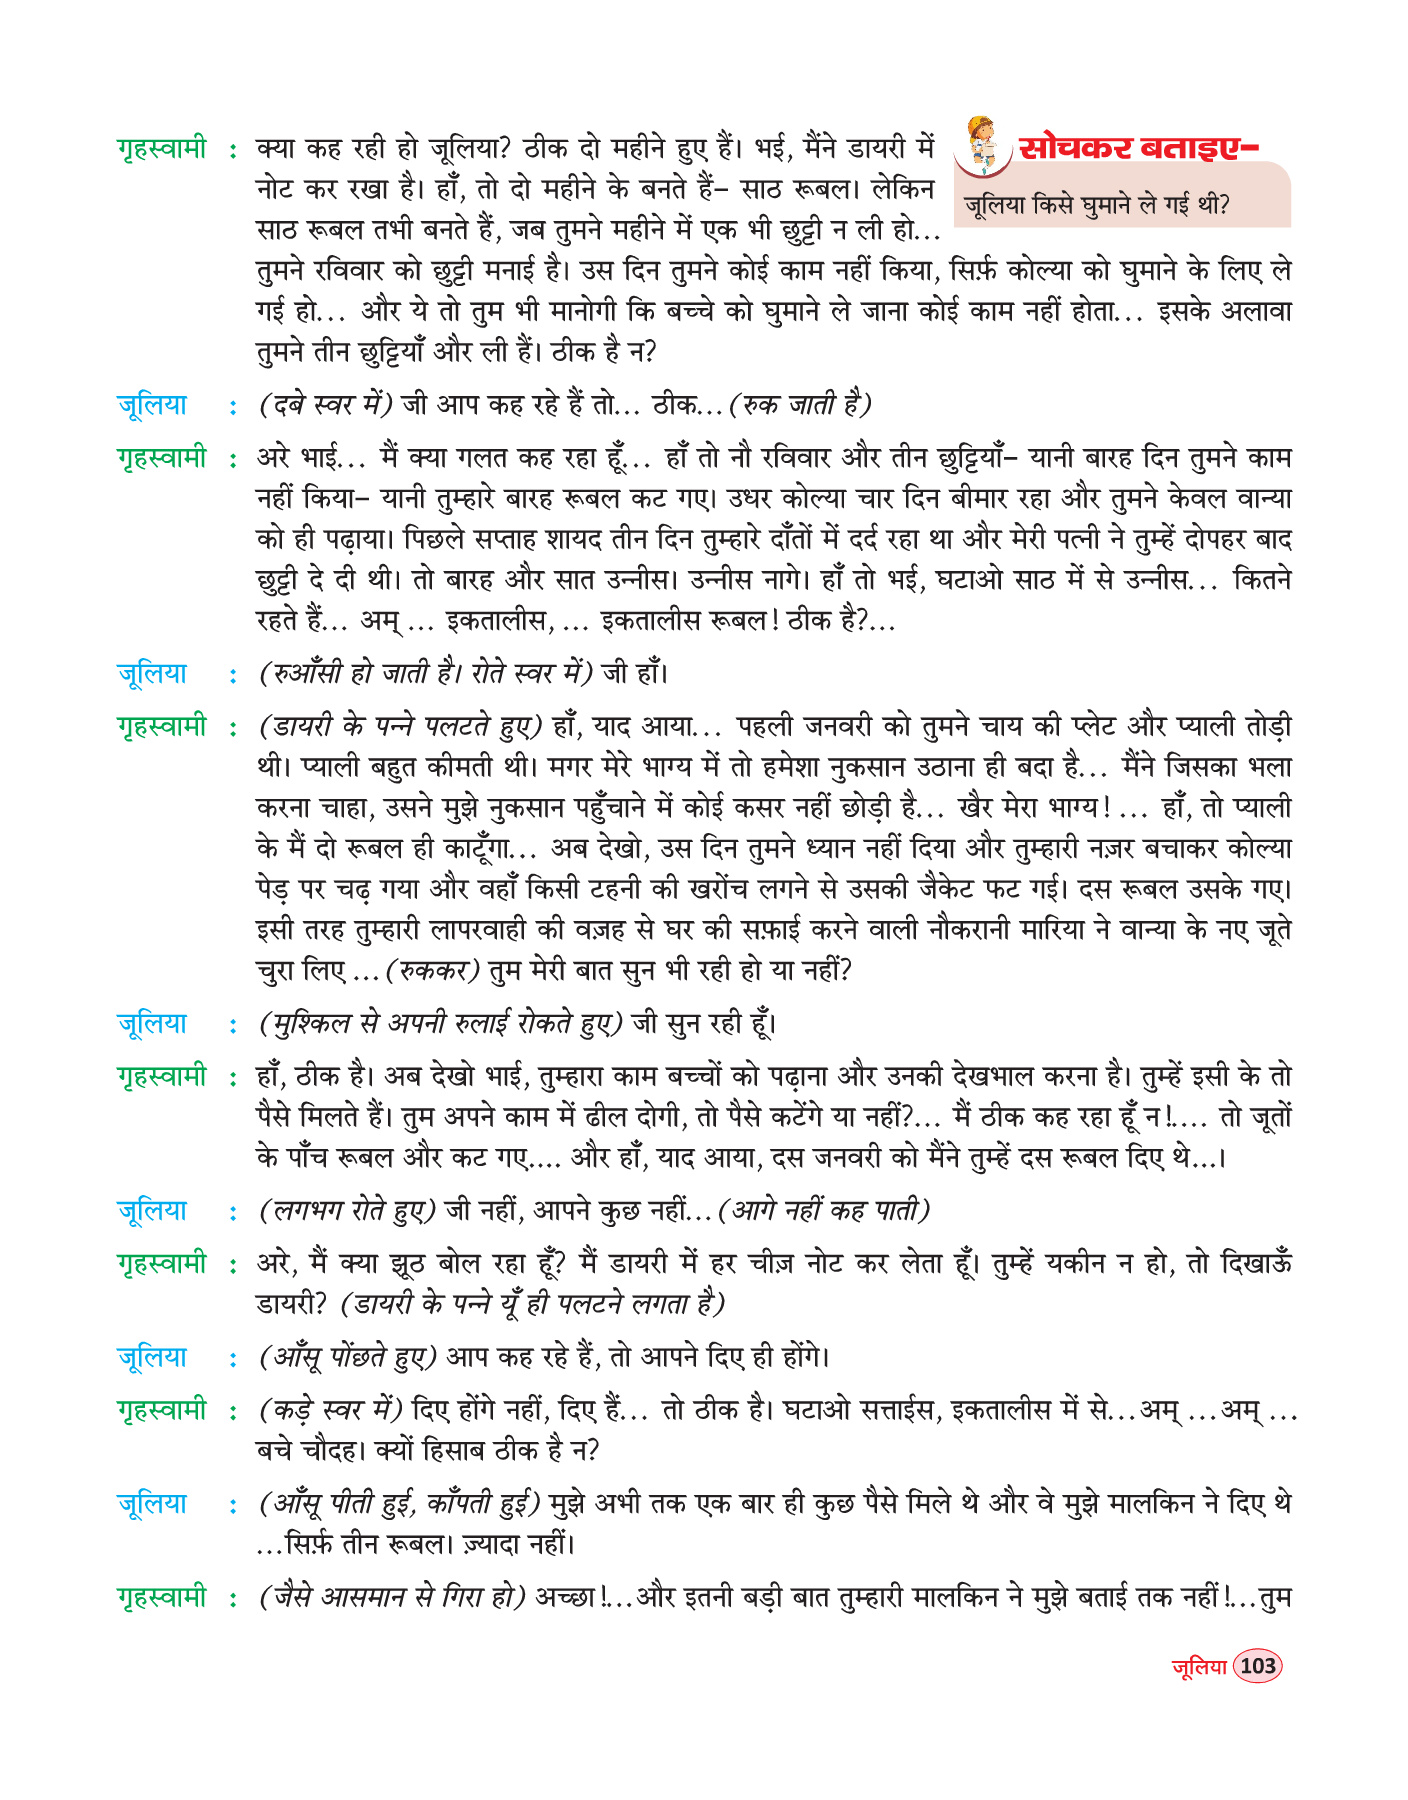 गृहस्वामी : क्या कह रही हो जूलिया? ठीक दो महीने हुए हैं। भई, मैंने डायरी में
नोट कर रखा है। हाँ, तो दो महीने के बनते हैं– साठ रूबल। लेकिन
साठ रूबल तभी बनते हैं, जब तुमने महीने में एक भी छुट्टी न ली हो...
सोचकर बताइए–
जूलिया किसे घुमाने ले गई थी?
तुमने रविवार को छुट्टी मनाई है। उस दिन तुमने कोई काम नहीं किया, सिर्फ़ कोल्या को घुमाने के लिए ले
गई हो... और ये तो तुम भी मानोगी कि बच्चे को घुमाने ले जाना कोई काम नहीं होता... इसके अलावा
तुमने तीन छुट्टियाँ और ली हैं। ठीक है न?
जूलिया : (दबे स्वर में) जी आप कह रहे हैं तो... ठीक...(रुक जाती है)
गृहस्वामी : अरे भाई... मैं क्या गलत कह रहा हूँ... हाँ तो नौ रविवार और तीन छुट्टियाँ– यानी बारह दिन तुमने काम
नहीं किया– यानी तुम्हारे बारह रूबल कट गए। उधर कोल्या चार दिन बीमार रहा और तुमने केवल वान्या
को ही पढ़ाया। पिछले सप्ताह शायद तीन दिन तुम्हारे दाँतों में दर्द रहा था और मेरी पत्नी ने तुम्हें दोपहर बाद
छुट्टी दे दी थी। तो बारह और सात उन्नीस। उन्नीस नागे। हाँ तो भई, घटाओ साठ में से उन्नीस... कितने
रहते हैं... अम् ... इकतालीस, ... इकतालीस रूबल! ठीक है?...
जूलिया : (रुआँसी हो जाती है। रोते स्वर में) जी हाँ।
गृहस्वामी : (डायरी के पन्ने पलटते हुए) हाँ, याद आया... पहली जनवरी को तुमने चाय की प्लेट और प्याली तोड़ी
थी। प्याली बहुत कीमती थी। मगर मेरे भाग्य में तो हमेशा नुकसान उठाना ही बदा है... मैंने जिसका भला
करना चाहा, उसने मुझे नुकसान पहुँचाने में कोई कसर नहीं छोड़ी है... खैर मेरा भाग्य! ... हाँ, तो प्याली
के मैं दो रूबल ही काटूँगा... अब देखो, उस दिन तुमने ध्यान नहीं दिया और तुम्हारी नज़र बचाकर कोल्या
पेड़ पर चढ़ गया और वहाँ किसी टहनी की खरोंच लगने से उसकी जैकेट फट गई। दस रूबल उसके गए।
इसी तरह तुम्हारी लापरवाही की वज़ह से घर की सफ़ाई करने वाली नौकरानी मारिया ने वान्या के नए जूते
चुरा लिए ...(रुककर) तुम मेरी बात सुन भी रही हो या नहीं?
जूलिया : (मुश्किल से अपनी रुलाई रोकते हुए) जी सुन रही हूँ।
गृहस्वामी : हाँ, ठीक है। अब देखो भाई, तुम्हारा काम बच्चों को पढ़ाना और उनकी देखभाल करना है। तुम्हें इसी के तो
पैसे मिलते हैं। तुम अपने काम में ढील दोगी, तो पैसे कटेंगे या नहीं?... मैं ठीक कह रहा हूँ न!.... तो जूतों
के पाँच रूबल और कट गए.... और हाँ, याद आया, दस जनवरी को मैंने तुम्हें दस रूबल दिए थे...।
जूलिया : (लगभग रोते हुए) जी नहीं, आपने कुछ नहीं...(आगे नहीं कह पाती)
गृहस्वामी : अरे, मैं क्या झूठ बोल रहा हूँ? मैं डायरी में हर चीज़ नोट कर लेता हूँ। तुम्हें यकीन न हो, तो दिखाऊँ
डायरी? (डायरी के पन्ने यूँ ही पलटने लगता है)
जूलिया : (आँसू पोंछते हुए) आप कह रहे हैं, तो आपने दिए ही होंगे।
गृहस्वामी : (कड़े स्वर में) दिए होंगे नहीं, दिए हैं... तो ठीक है। घटाओ सत्ताईस, इकतालीस में से...अम् ...अम् ...
बचे चौदह। क्यों हिसाब ठीक है न?
जूलिया : (आँसू पीती हुई, काँपती हुई) मुझे अभी तक एक बार ही कुछ पैसे मिले थे और वे मुझे मालकिन ने दिए थे
...सिर्फ़ तीन रूबल। ज़्यादा नहीं।
गृहस्वामी : (जैसे आसमान से गिरा हो) अच्छा!...और इतनी बड़ी बात तुम्हारी मालकिन ने मुझे बताई तक नहीं!...तुम
जूलिया 103